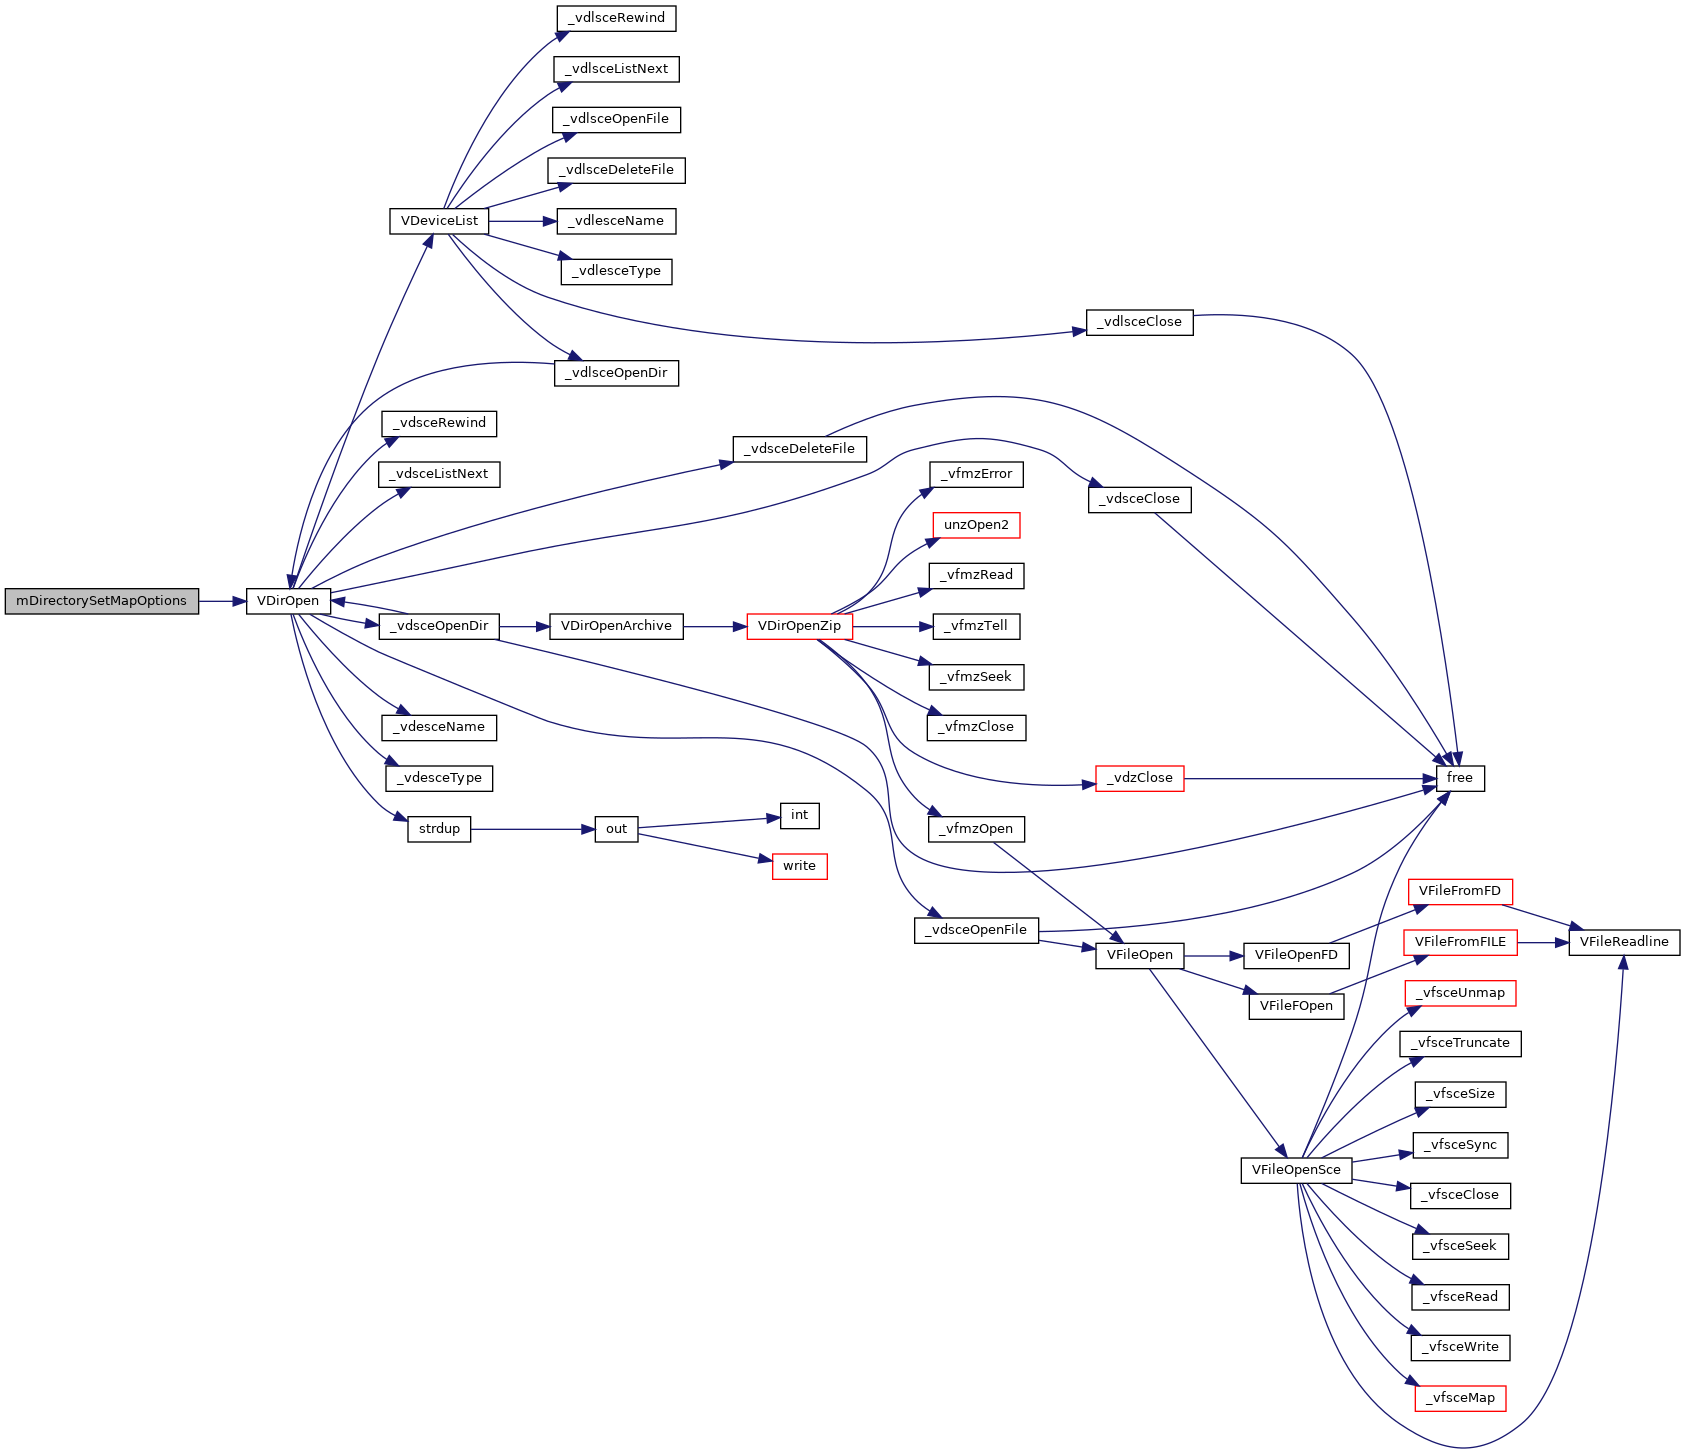 _vdlsceRewind
_vdlsceListNext
_vdlsceOpenFile
_vdlsceDeleteFile
VDeviceList
_vdlesceName
_vdlesceType
_vdlsceClose
_vdlsceOpenDir
_vdsceRewind
_vdsceDeleteFile
_vdsceListNext
_vfmzError
_vdsceClose
unzOpen2
_vfmzRead
mDirectorySetMapOptions
VDirOpen
_vdsceOpenDir
VDirOpenArchive
VDirOpenZip
_vfmzTell
_vfmzSeek
_vdesceName
_vfmzClose
_vdesceType
_vdzClose
free
int
strdup
out
_vfmzOpen
write
VFileFromFD
_vdsceOpenFile
VFileFromFILE
VFileReadline
VFileOpen
VFileOpenFD
_vfsceUnmap
VFileFOpen
_vfsceTruncate
_vfsceSize
_vfsceSync
VFileOpenSce
_vfsceClose
_vfsceSeek
_vfsceRead
_vfsceWrite
_vfsceMap